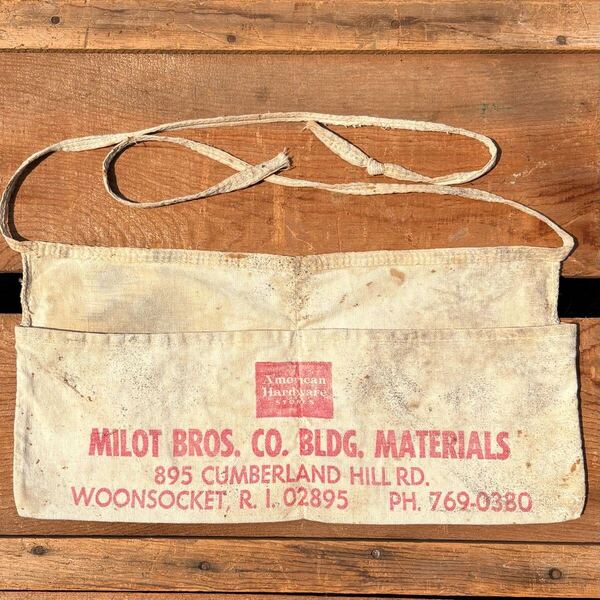 American
Hardware
STORES
MILOT BROS. CO. BLDG. MATERIALS
895 CUMBERLAND HILL RD.
WOONSOCKET, R. I. 02895 PH. 769-0380